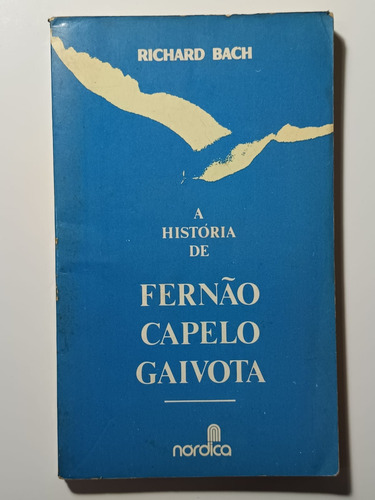 RICHARD BACH
A
HISTÓRIA
DE
FERNÃO
CAPELO
GAIVOTA
nordica